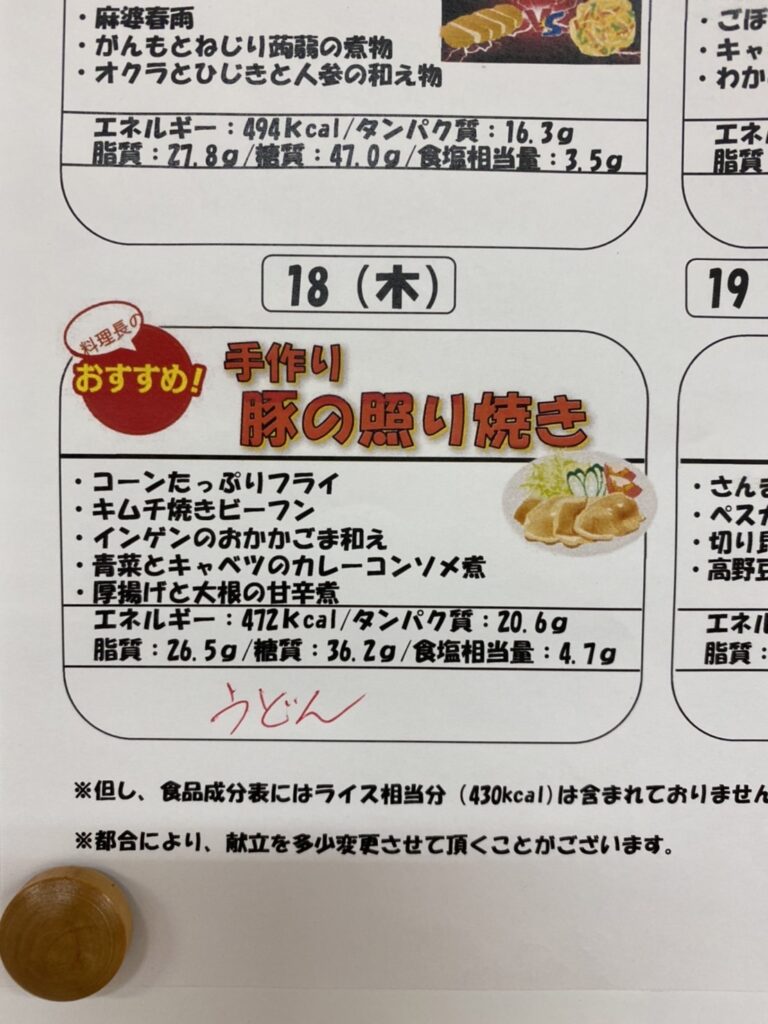 ・麻婆春雨
・がんもとねじり蒟蒻の煮物
・オクラとひじきと人参の和え物
エネルギー：494kcal/タンパク質：16.3g
脂質：27.8g/糖質：47.0g/食塩相当量：3.5g
VS
・ごぼ
・キャ
・わか
エネル
脂質
18（木）
19
料理長の
おすすめ！
手作り
豚の照り焼き
・コーンたっぷりフライ
・キムチ焼きビーフン
・インゲンのおかかごま和え
・青菜とキャベツのカレーコンソメ煮
・厚揚げと大根の甘辛煮
エネルギー：472kcal/タンパク質：20.6g
脂質：26.5g/糖質：36.2g/食塩相当量：4.7g
うどん
・さんま
・ペスカ
・切り
・高野豆
エネル
脂質：
※但し、食品成分表にはライス相当分（430kcal)は含まれておりません
※都合により、献立を多少変更させて頂くことがございます。